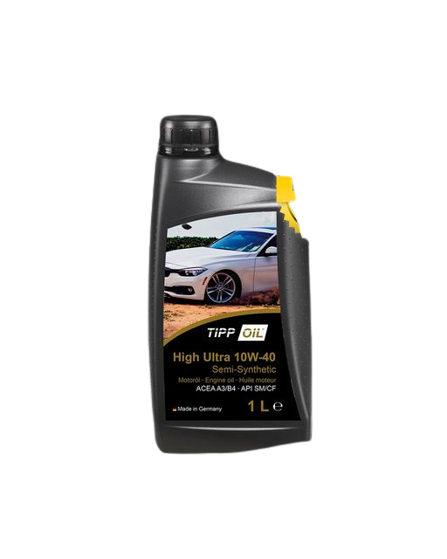 TIPP OIL™
High Ultra 10W-40
Semi-Synthetic
Motoröl · Engine oil · Huile moteur
ACEA A3/B4 · API SM/CF
Made in Germany
1 L ℮